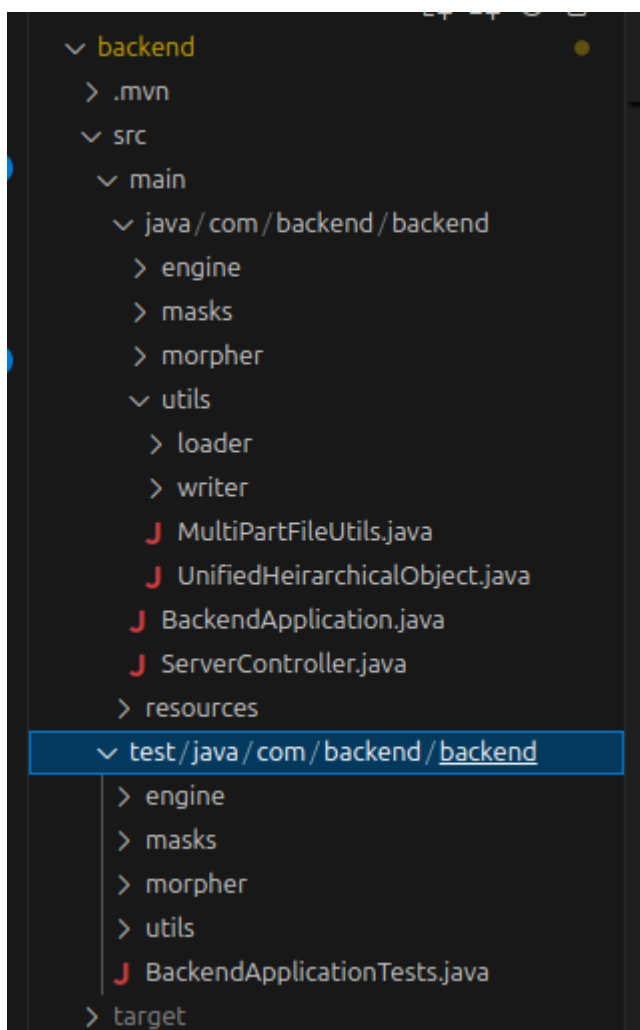 backend
.mvn
src
main
java/com/backend/backend
engine
masks
morpher
utils
loader
writer
J MultiPartFileUtils.java
J UnifiedHeirarchicalObject.java
J BackendApplication.java
J ServerController.java
resources
test/java/com/backend/backend
engine
masks
morpher
utils
J BackendApplicationTests.java
target